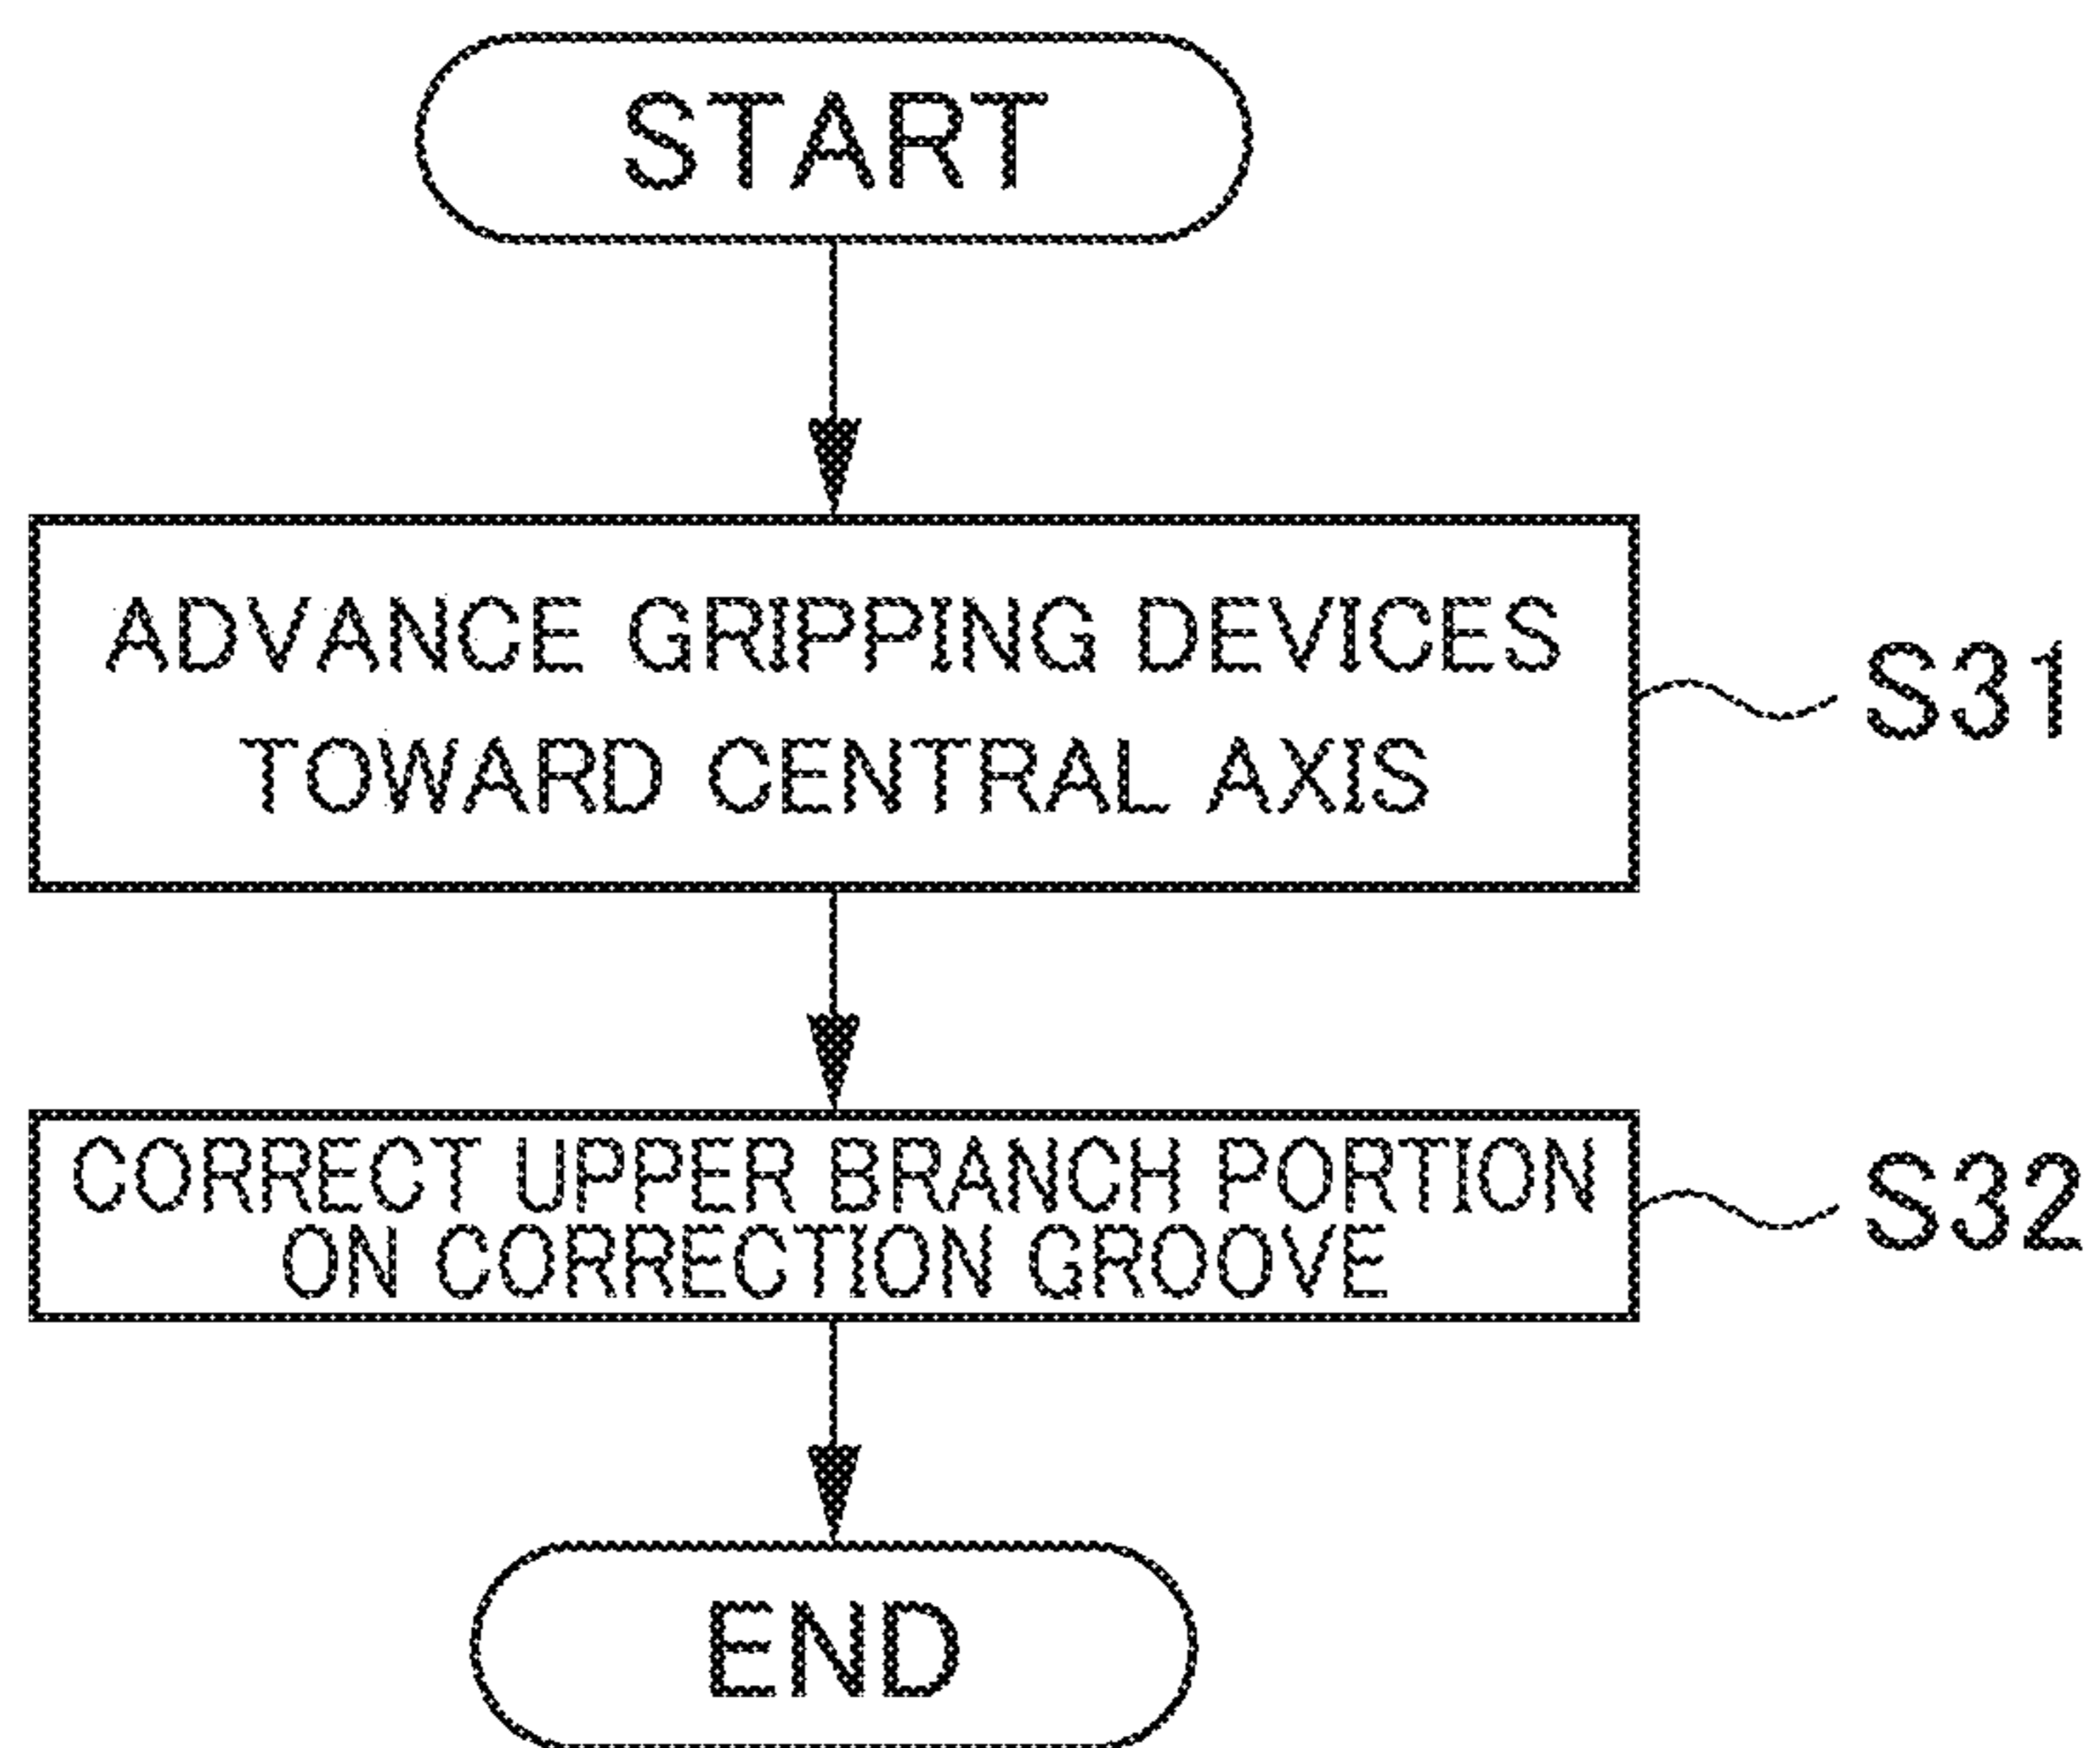 START
ADVANCE GRIPPING DEVICES
TOWARD CENTRAL AXIS
S31
CORRECT UPPER BRANCH PORTION
ON CORRECTION GROOVE
S32
END